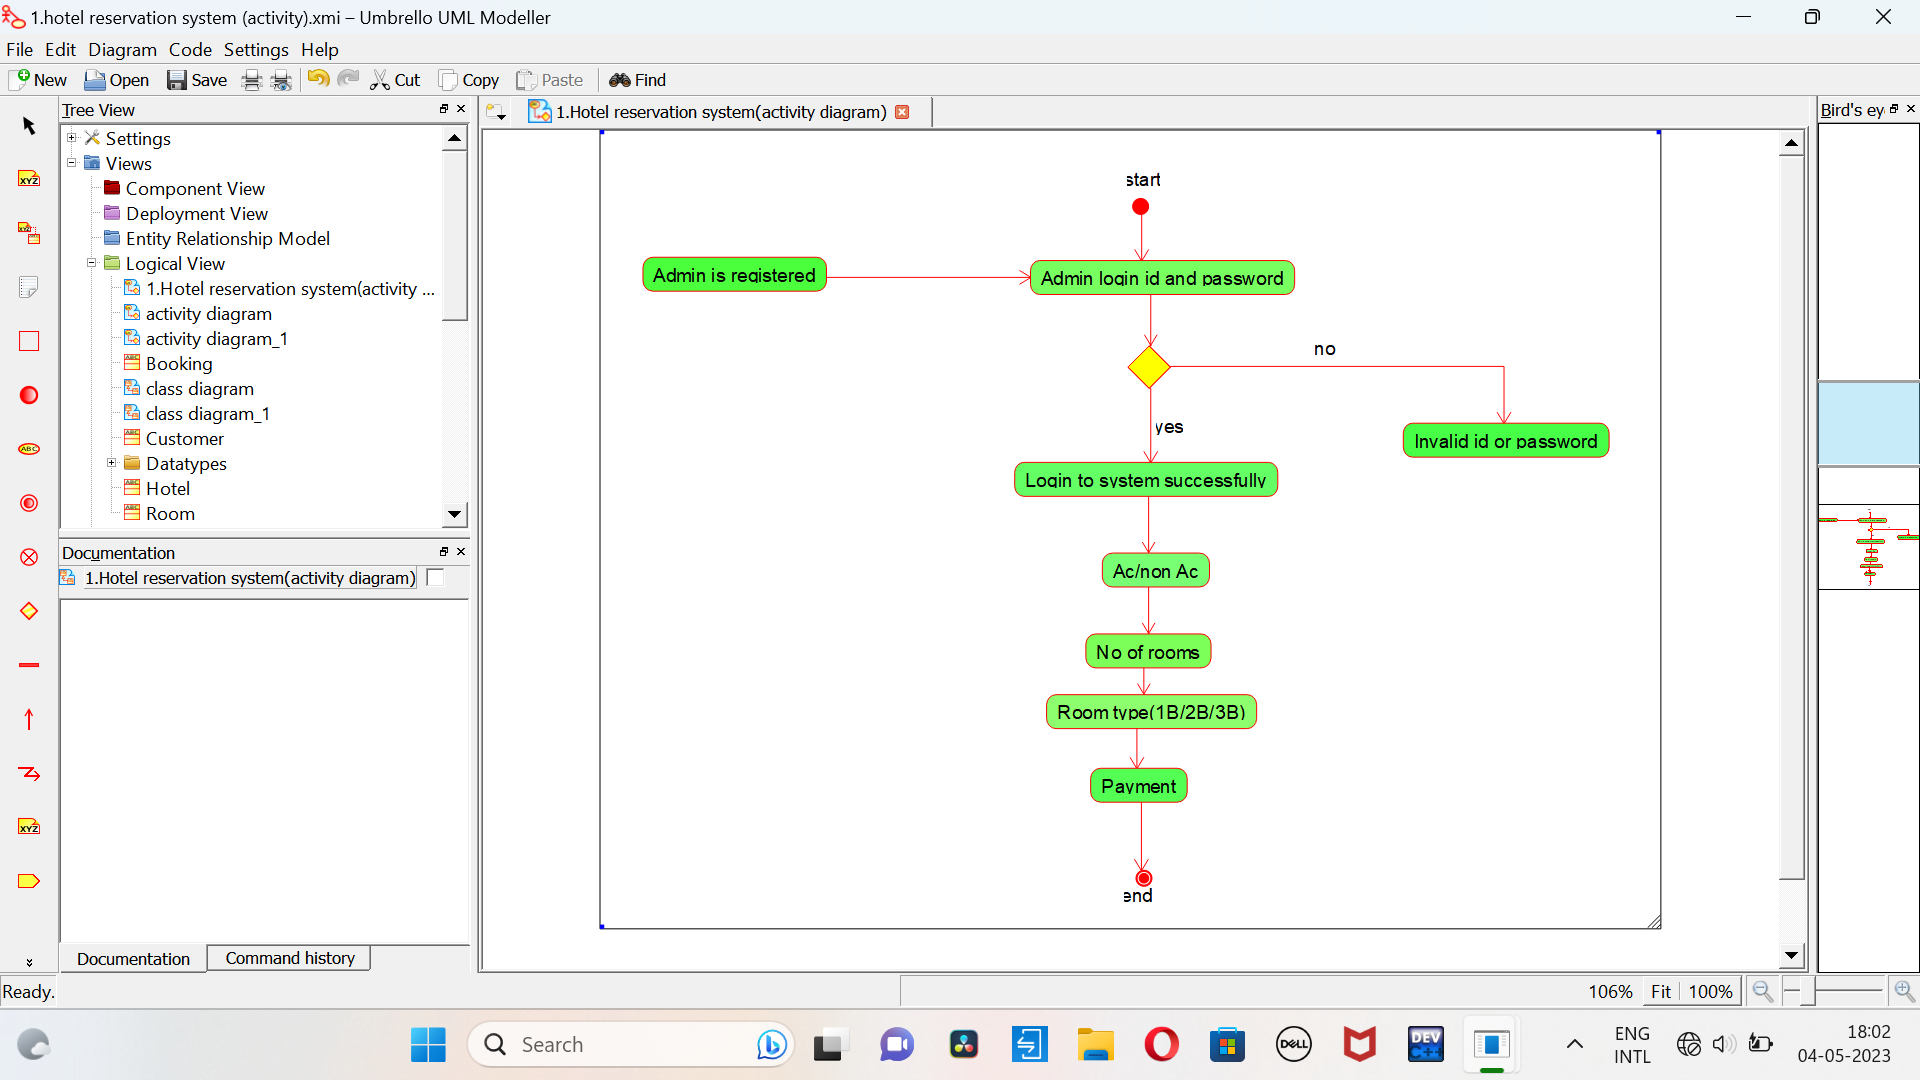 1.hotel reservation system (activity).xmi – Umbrello UML Modeller
File Edit Diagram Code Settings Help
New Open Save Cut Copy Paste Find
Tree View
Settings
Views
Component View
Deployment View
Entity Relationship Model
Logical View
1.Hotel reservation system(activity ...
activity diagram
activity diagram_1
Booking
class diagram
class diagram_1
Customer
Datatypes
Hotel
Room
Documentation
1.Hotel reservation system(activity diagram)
Documentation
Command history
1.Hotel reservation system(activity diagram)
start
Admin is registered
Admin login id and password
no
yes
Invalid id or password
Login to system successfully
Ac/non Ac
No of rooms
Room type(1B/2B/3B)
Payment
end
Bird's ey
XYZ
ABC
XYZ
Ready.
106% Fit 100%
Search
DELL
DEV
C++
ENG
INTL
18:02
04-05-2023